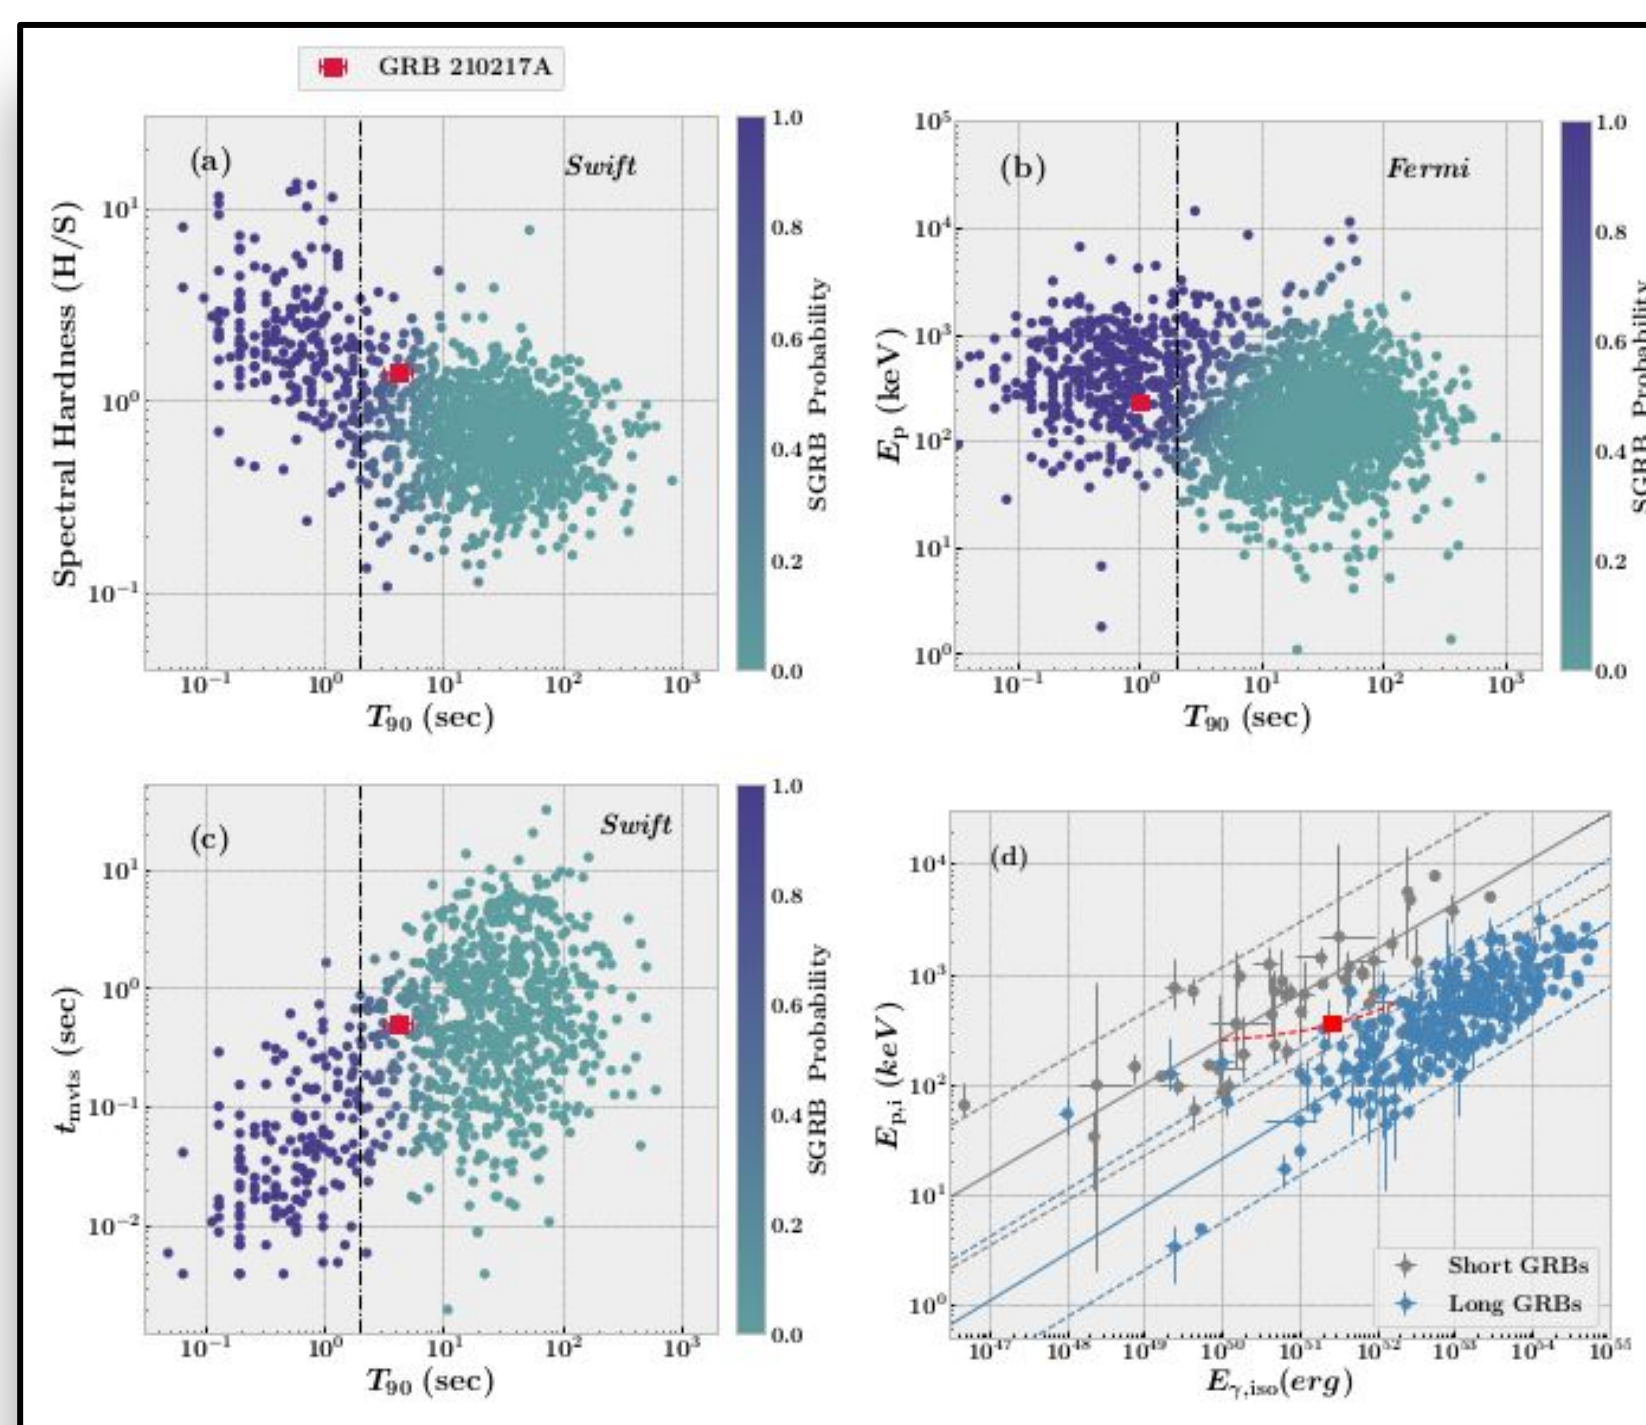 GRB 210217A
(a)
Swift
Spectral Hardness (H/S)
10¹
10⁰
10⁻¹
10⁻¹ 10⁰ 10¹ 10² 10³
T₉₀ (sec)
1.0
0.8
0.6
0.4
0.2
0.0
SGRB Probability
(b)
Fermi
Eₚ (keV)
10⁵
10⁴
10³
10²
10¹
10⁰
10⁻¹ 10⁰ 10¹ 10² 10³
T₉₀ (sec)
1.0
0.8
0.6
0.4
0.2
0.0
SGRB Probability
(c)
Swift
t_mvts (sec)
10¹
10⁰
10⁻¹
10⁻²
10⁻¹ 10⁰ 10¹ 10² 10³
T₉₀ (sec)
1.0
0.8
0.6
0.4
0.2
0.0
SGRB Probability
(d)
E_p,i (keV)
10⁴
10³
10²
10¹
10⁰
Short GRBs
Long GRBs
10⁴⁷ 10⁴⁸ 10⁴⁹ 10⁵⁰ 10⁵¹ 10⁵² 10⁵³ 10⁵⁴ 10⁵⁵
E_γ,iso(erg)